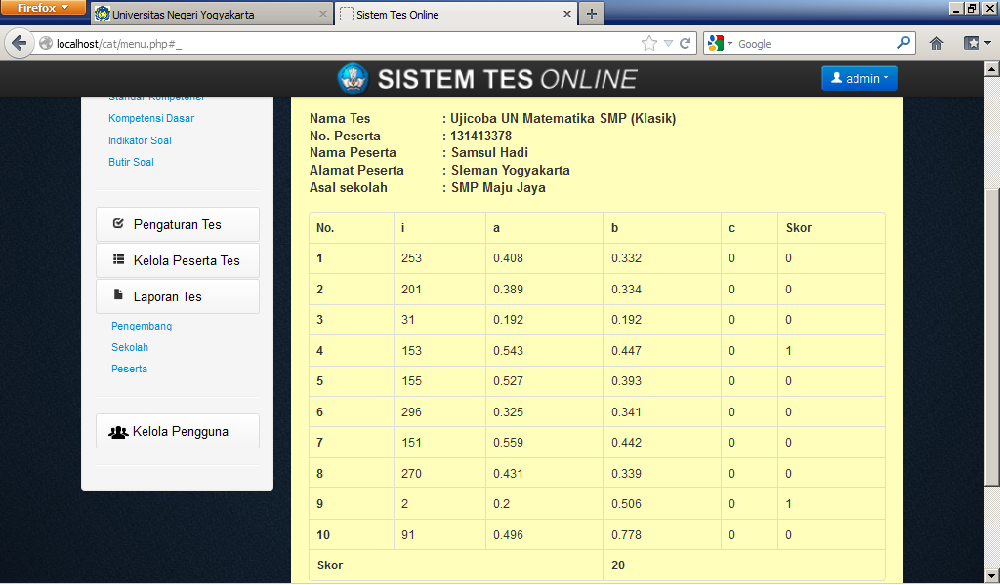 Firefox
Universitas Negeri Yogyakarta
Sistem Tes Online
localhost/cat/menu.php#_
Google
SISTEM TES ONLINE
admin
Standar Kompetensi
Kompetensi Dasar
Indikator Soal
Butir Soal
Pengaturan Tes
Kelola Peserta Tes
Laporan Tes
Pengembang
Sekolah
Peserta
Kelola Pengguna
Nama Tes : Ujicoba UN Matematika SMP (Klasik)
No. Peserta : 131413378
Nama Peserta : Samsul Hadi
Alamat Peserta : Sleman Yogyakarta
Asal sekolah : SMP Maju Jaya
No. i a b c Skor
1 253 0.408 0.332 0 0
2 201 0.389 0.334 0 0
3 31 0.192 0.192 0 0
4 153 0.543 0.447 0 1
5 155 0.527 0.393 0 0
6 296 0.325 0.341 0 0
7 151 0.559 0.442 0 0
8 270 0.431 0.339 0 0
9 2 0.2 0.506 0 1
10 91 0.496 0.778 0 0
Skor 20